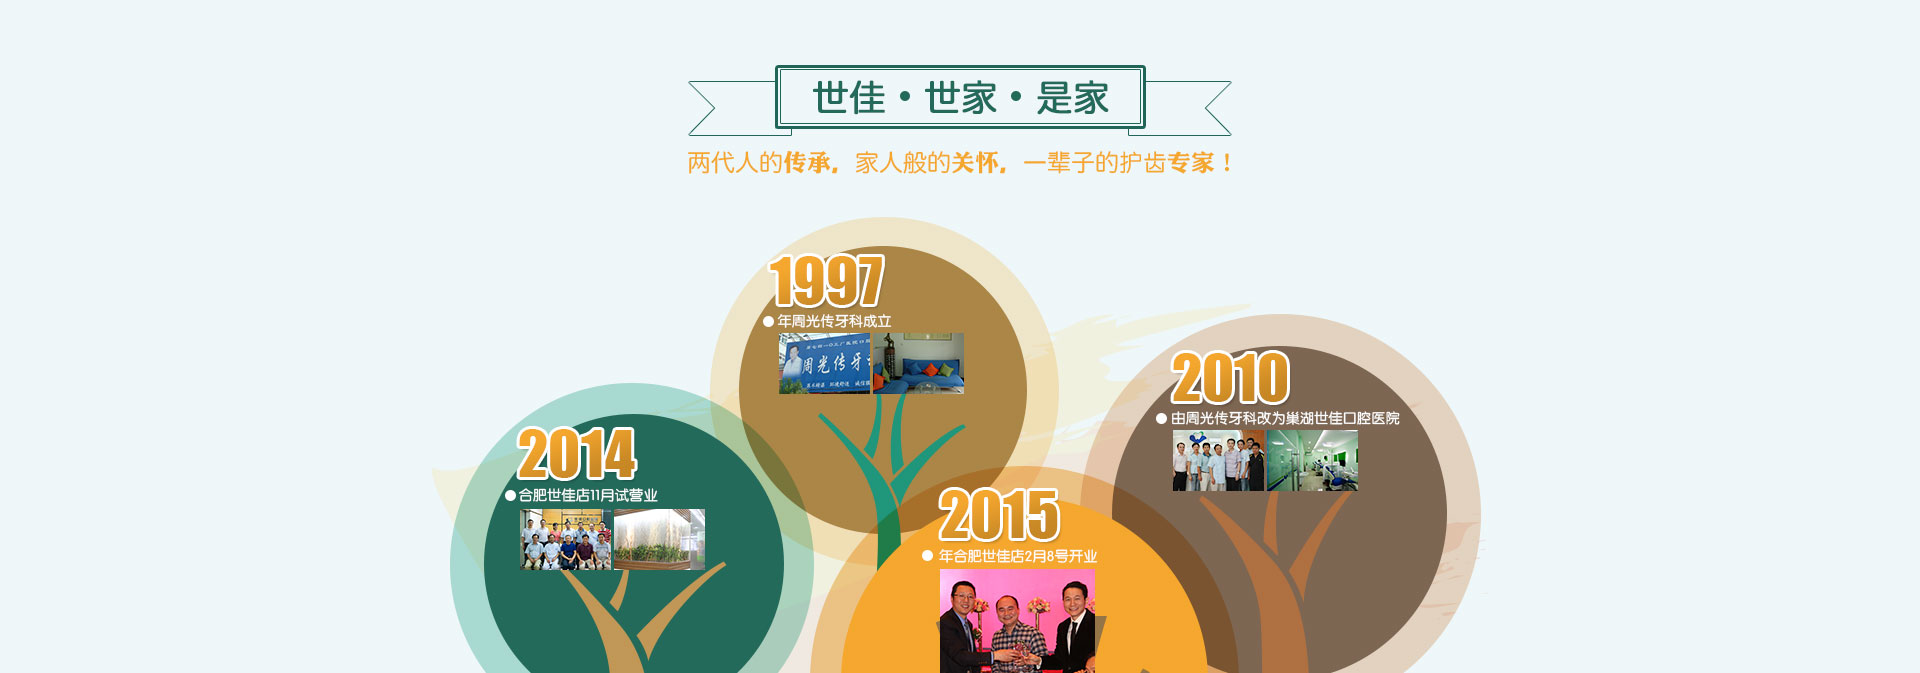 世佳·世家·是家
两代人的传承，家人般的关怀，一辈子的护齿专家！
1997
年周光传牙科成立
周光传牙
2010
由周光传牙科改为巢湖世佳口腔医院
2014
合肥世佳店11月试营业
2015
年合肥世佳店2月8号开业